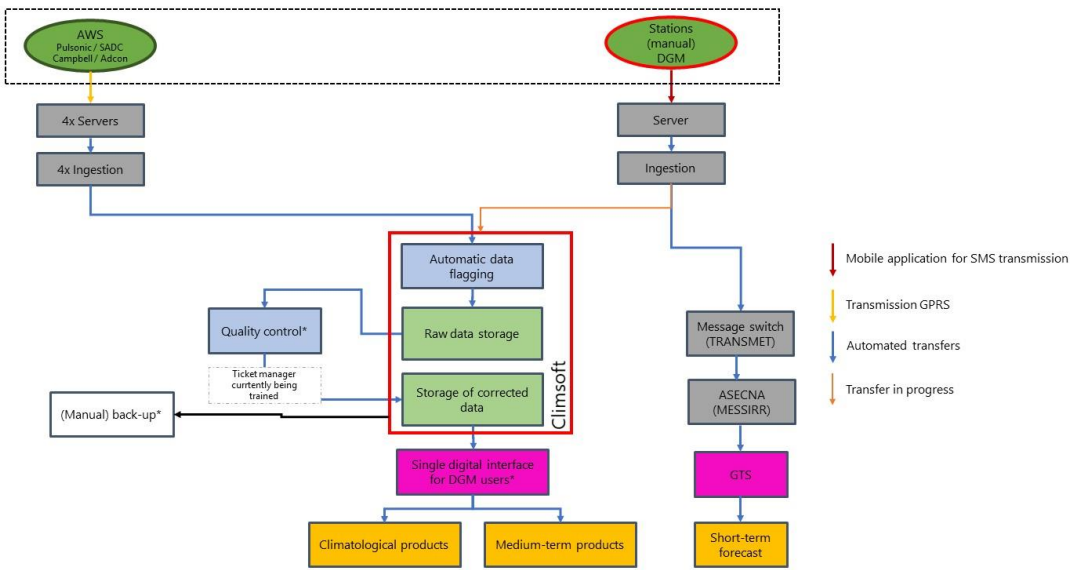 AWS
Pulsonic / SADC
Campbell / Adcon
Stations
(manual)
DGM
4x Servers
Server
4x Ingestion
Ingestion
Automatic data
flagging
Mobile application for SMS transmission
Transmission GPRS
Quality control*
Raw data storage
Message switch
(TRANSMET)
Automated transfers
Ticket manager
currtently being
trained
Storage of corrected
data
Climsoft
Transfer in progress
(Manual) back-up*
ASECNA
(MESSIRR)
Single digital interface
for DGM users*
GTS
Climatological products
Medium-term products
Short-term
forecast